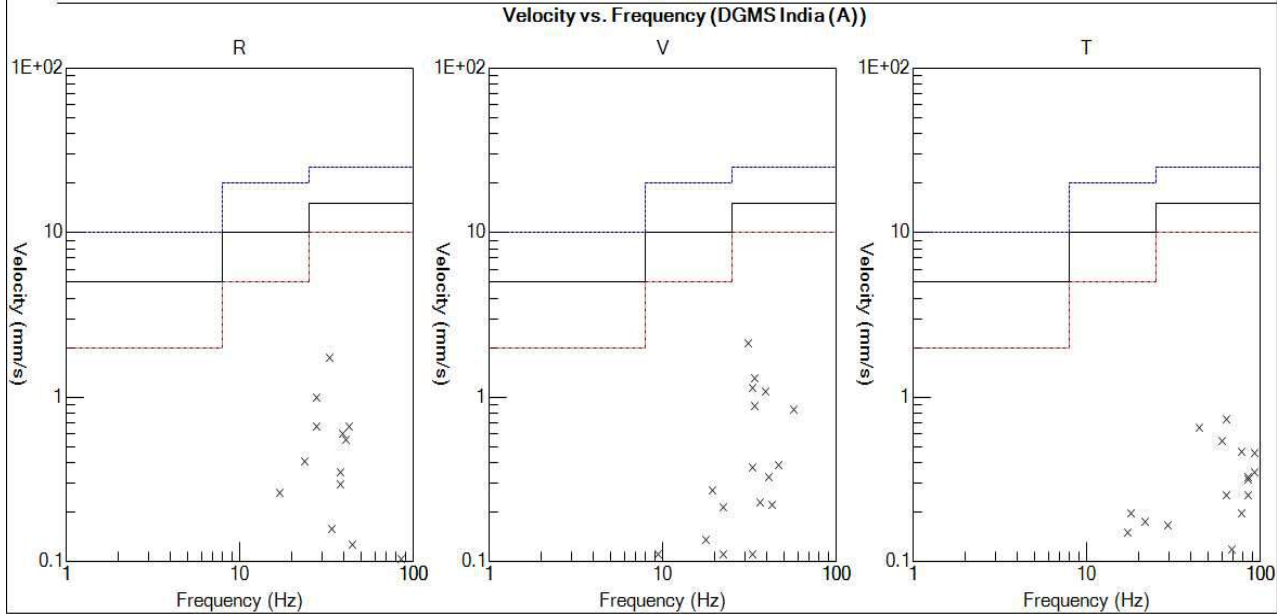 Velocity vs. Frequency (DGMS India (A))
R
1E+02
10
1
0.1
Velocity (mm/s)
1
10
100
Frequency (Hz)
V
1E+02
10
1
0.1
Velocity (mm/s)
1
10
100
Frequency (Hz)
T
1E+02
10
1
0.1
Velocity (mm/s)
1
10
100
Frequency (Hz)